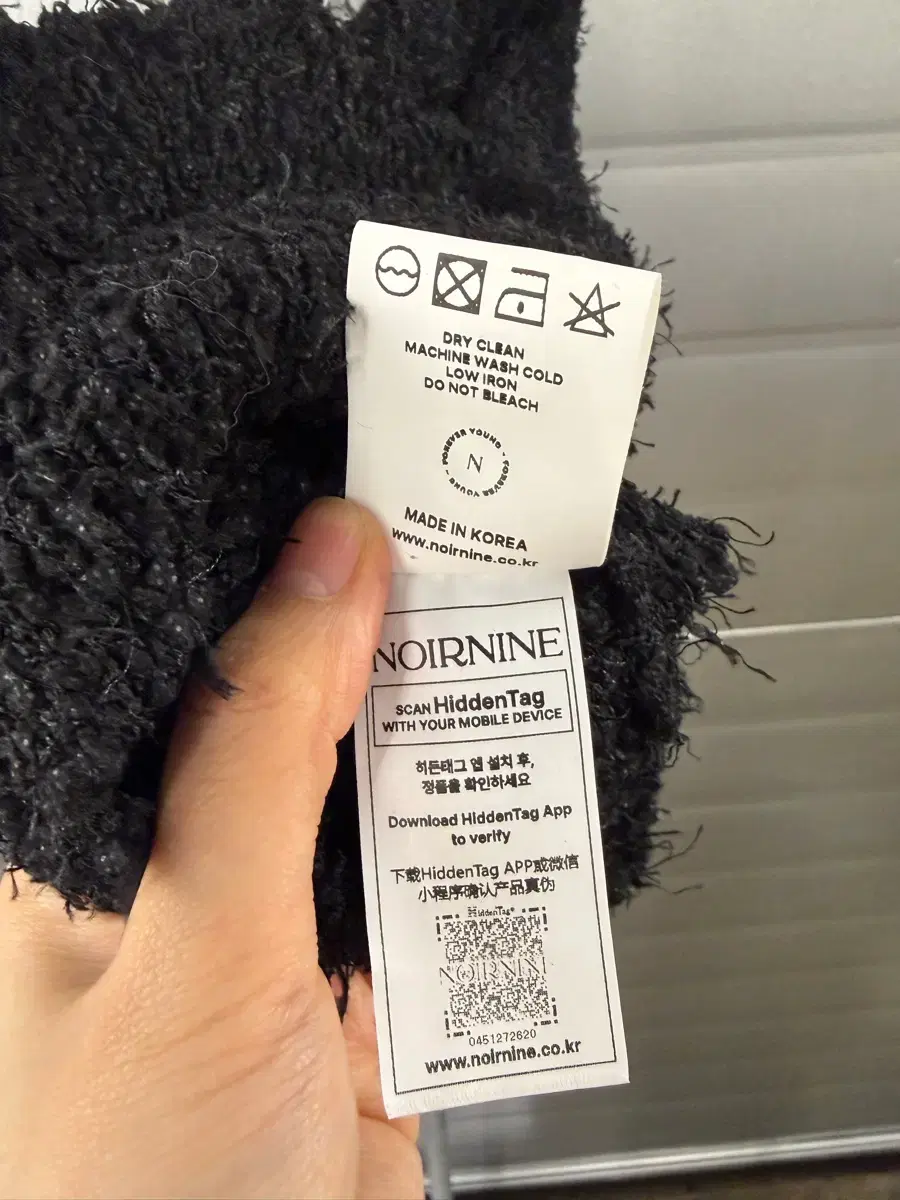 DRY CLEAN
MACHINE WASH COLD
LOW IRON
DO NOT BLEACH
FOREVER YOUNG - FOREVER YOUNG -
N
MADE IN KOREA
www.noirnine.co.kr
NOIRNINE
SCAN HiddenTag
WITH YOUR MOBILE DEVICE
히든태그 앱 설치 후,
정품을 확인하세요
Download HiddenTag App
to verify
下载HiddenTag APP或微信
小程序确认产品真伪
HiddenTag
NOIRNINE
0451272620
www.noirnine.co.kr